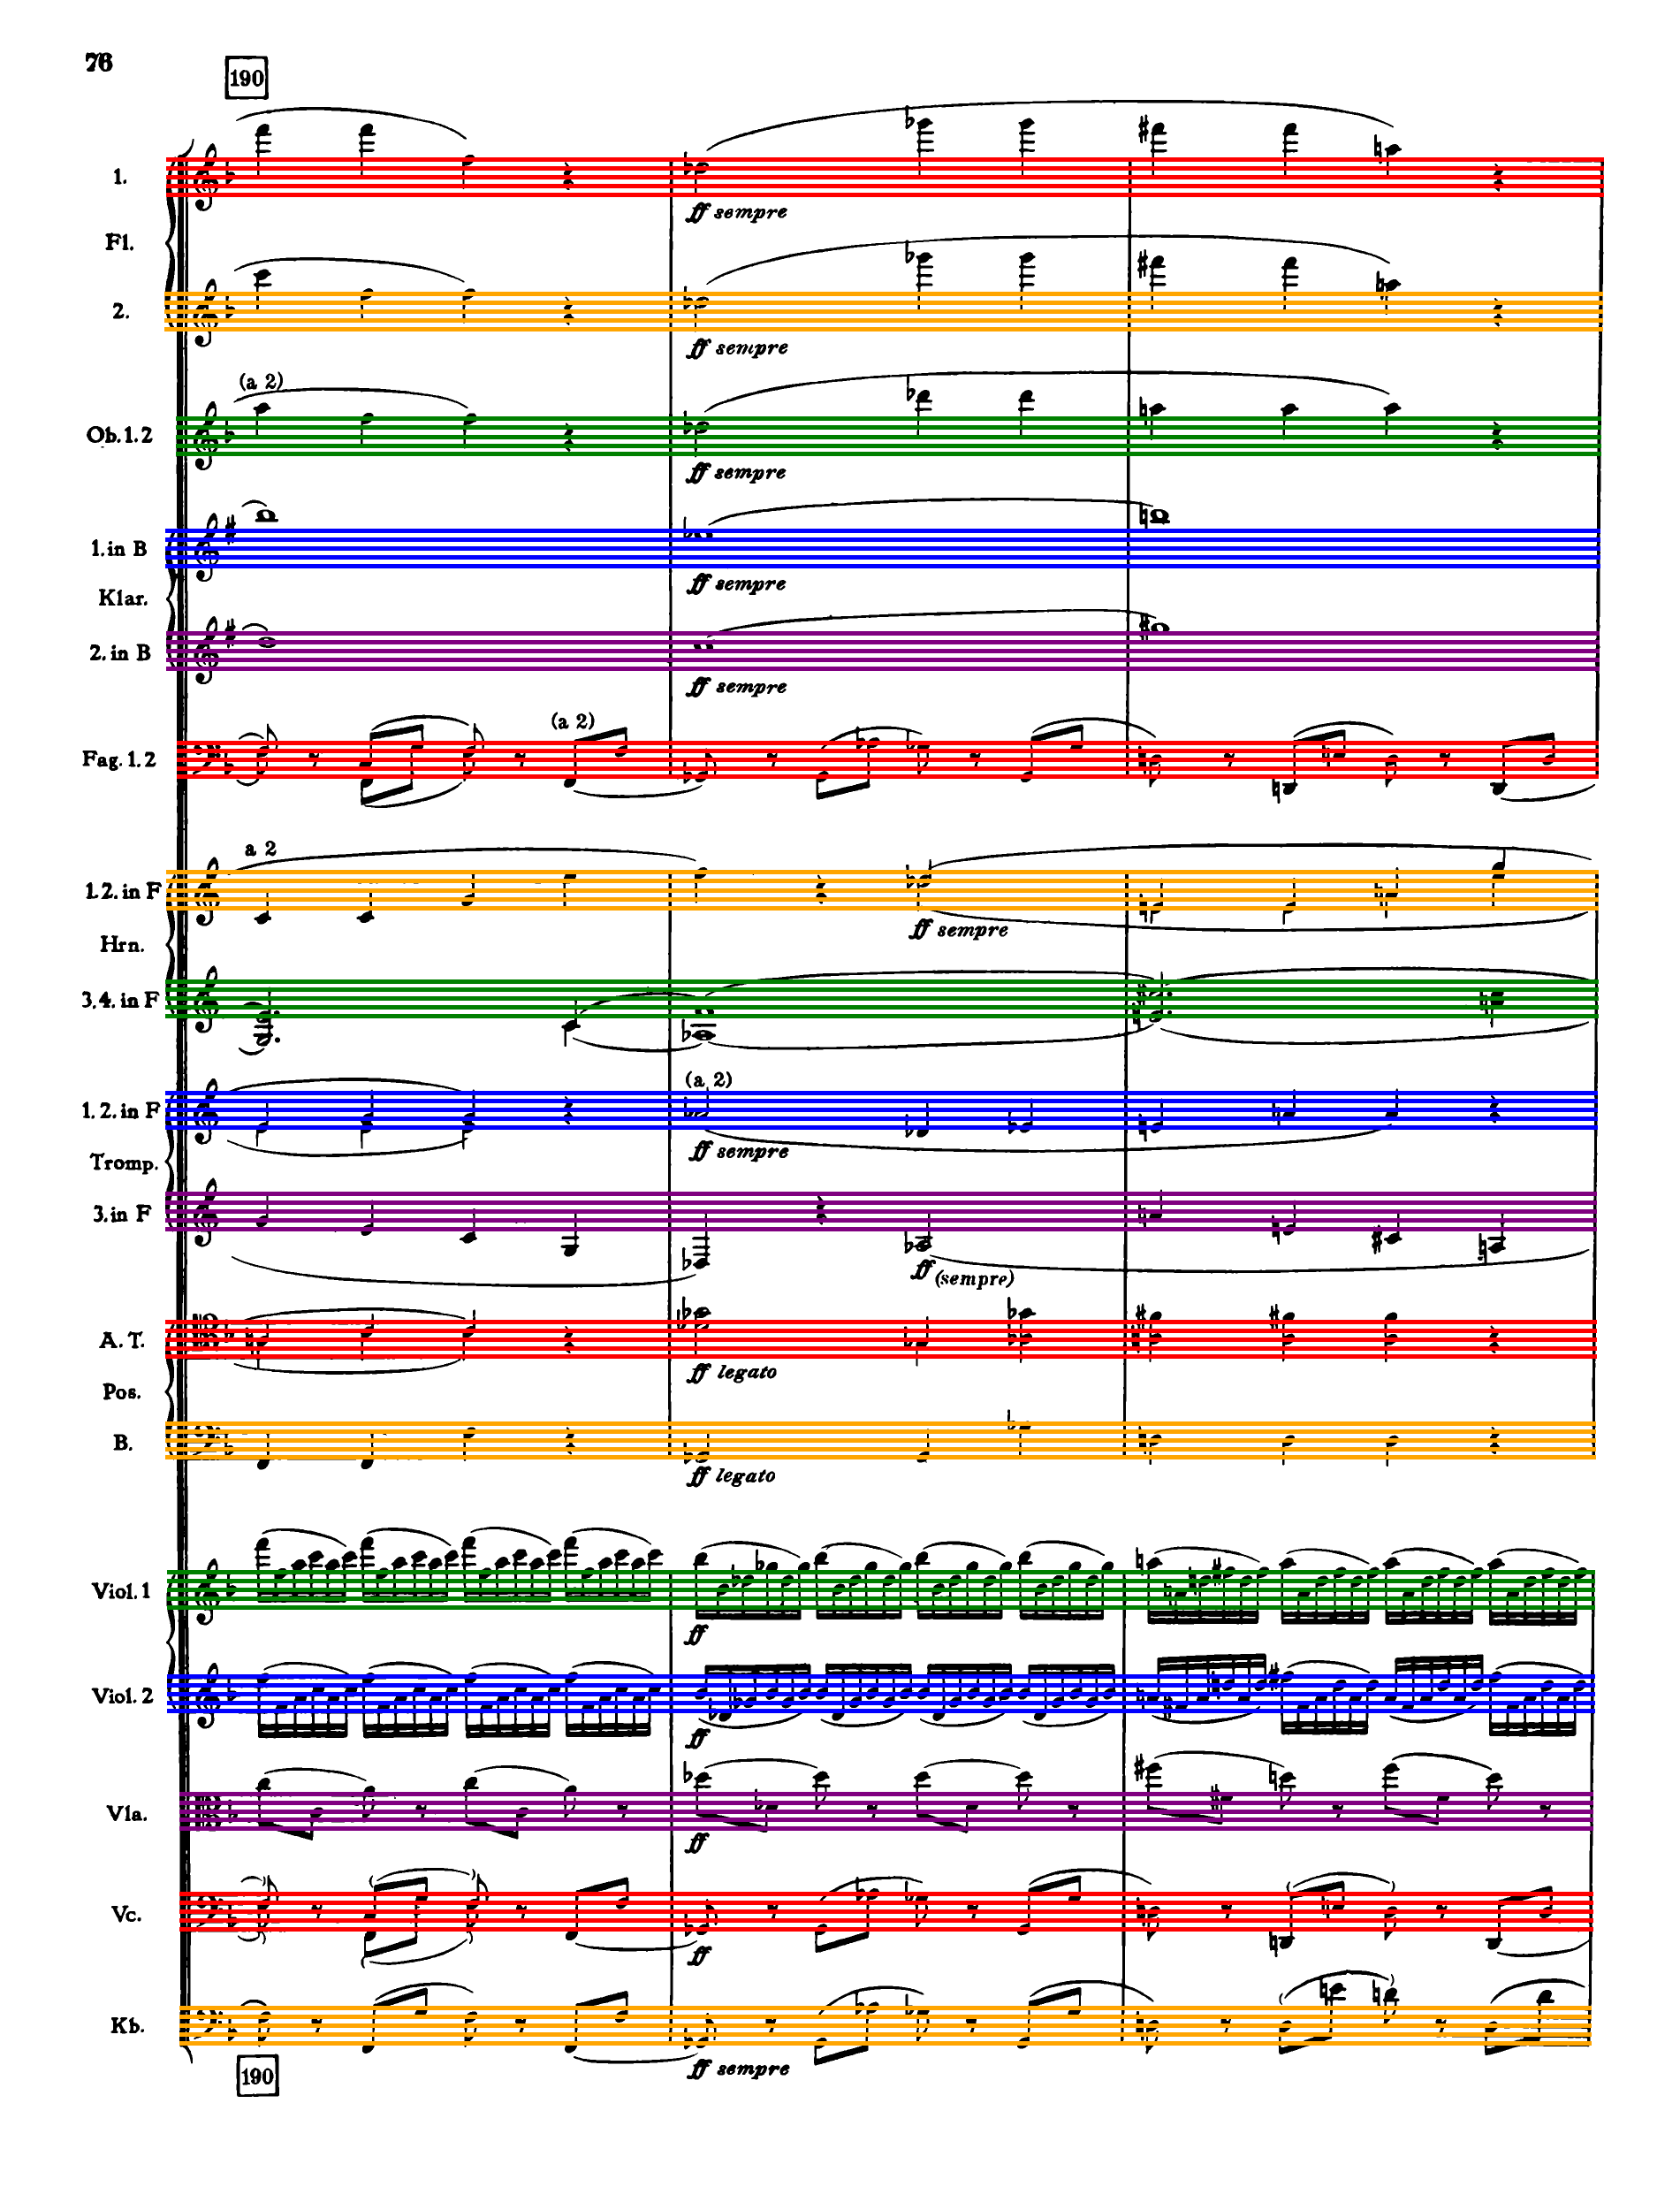 76
190
1.
Fl.
2.
ff sempre
ff sempre
(a 2)
Ob. 1. 2
ff sempre
1. in B
Klar.
ff sempre
2. in B
ff sempre
(a 2)
Fag. 1. 2
a 2
1. 2. in F
Hrn.
ff sempre
3. 4. in F
(a 2)
1. 2. in F
Tromp.
ff sempre
3. in F
ff (sempre)
A. T.
Pos.
ff legato
B.
ff legato
Viol. 1
ff
Viol. 2
ff
Vla.
ff
Vc.
ff
Kb.
ff sempre
190